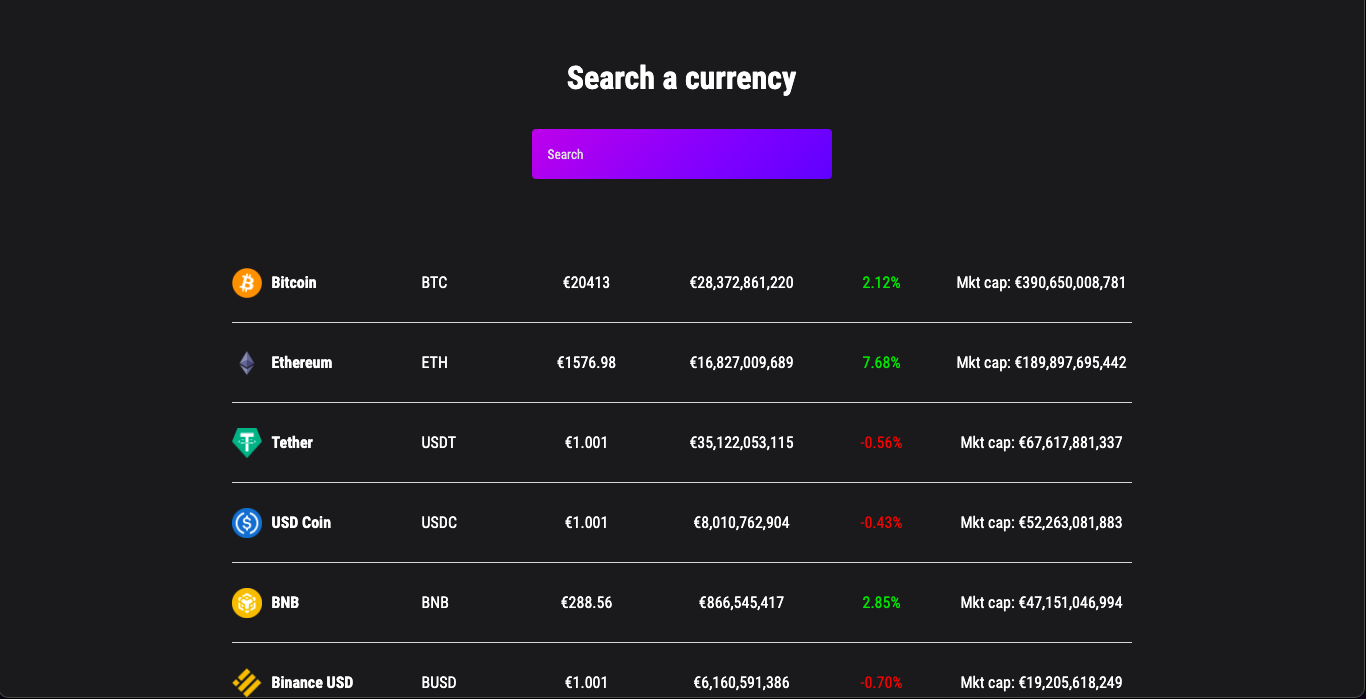 Search a currency
Search
Bitcoin BTC €20413 €28,372,861,220 2.12% Mkt cap: €390,650,008,781
Ethereum ETH €1576.98 €16,827,009,689 7.68% Mkt cap: €189,897,695,442
Tether USDT €1.001 €35,122,053,115 -0.56% Mkt cap: €67,617,881,337
USD Coin USDC €1.001 €8,010,762,904 -0.43% Mkt cap: €52,263,081,883
BNB BNB €288.56 €866,545,417 2.85% Mkt cap: €47,151,046,994
Binance USD BUSD €1.001 €6,160,591,386 -0.70% Mkt cap: €19,205,618,249